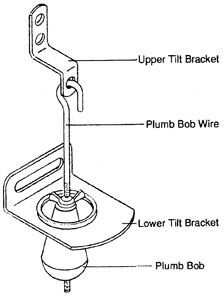 Upper Tilt Bracket
Plumb Bob Wire
Lower Tilt Bracket
Plumb Bob